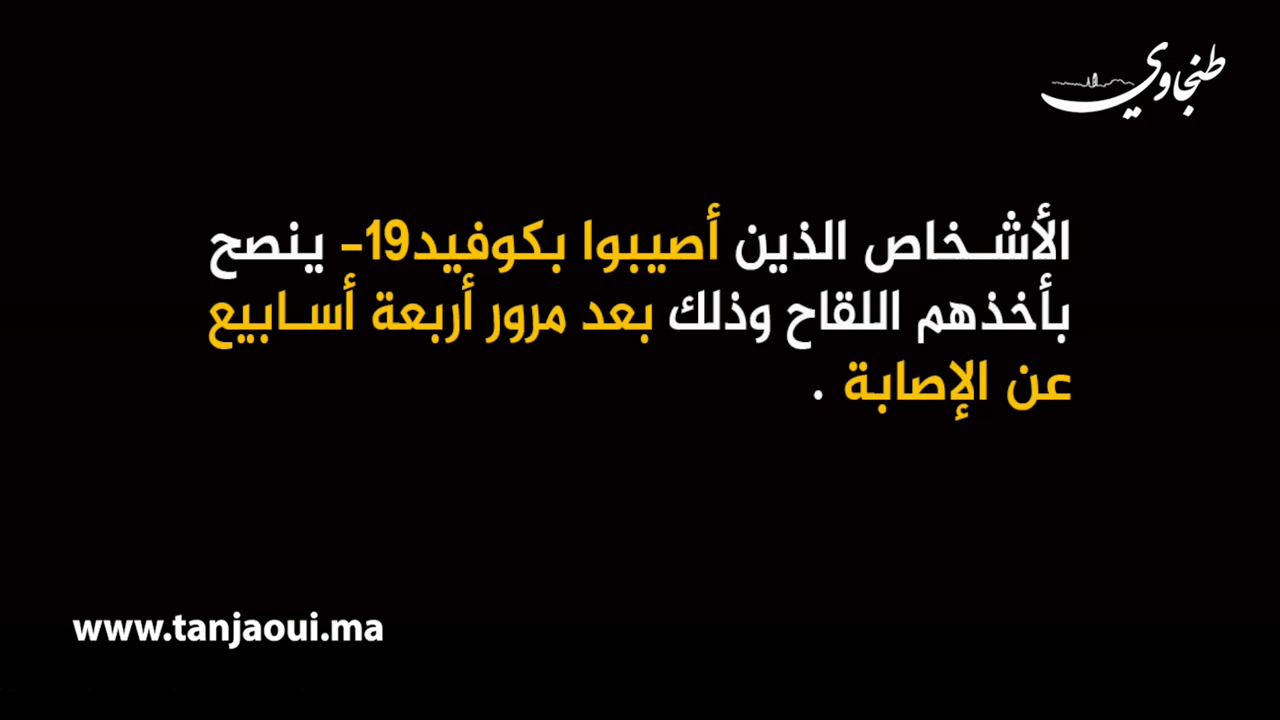 طنجاوي
الأشخاص الذين أصيبوا بكوفيد19- ينصح
بأخذهم اللقاح وذلك بعد مرور أربعة أسابيع
عن الإصابة .
www.tanjaoui.ma